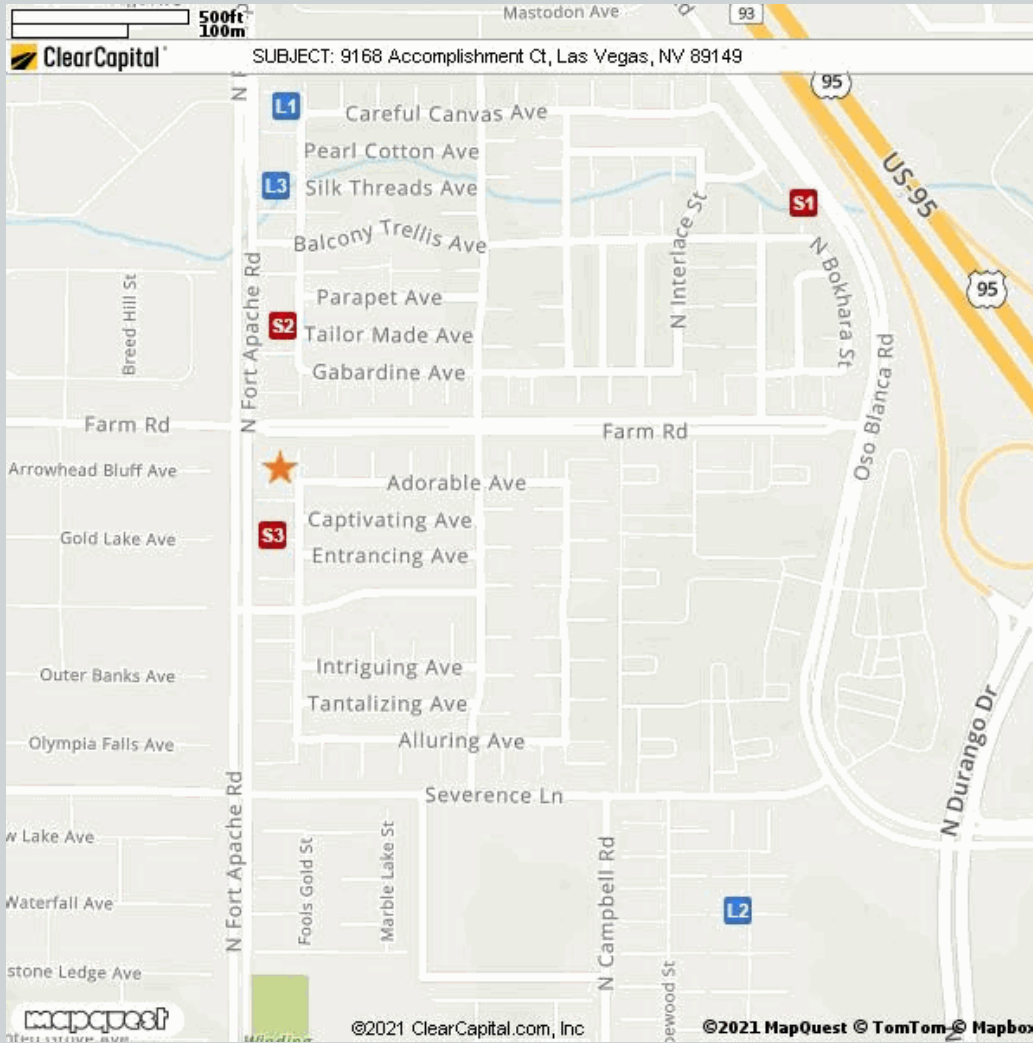 500ft
100m
Mastodon Ave
93
ClearCapital
SUBJECT: 9168 Accomplishment Ct, Las Vegas, NV 89149
95
L1
Careful Canvas Ave
Pearl Cotton Ave
US-95
L3
Silk Threads Ave
S1
N Interlace St
Balcony Trellis Ave
N Bokhara St
N Fort Apache Rd
Breed Hill St
Parapet Ave
95
S2
Tailor Made Ave
Gabardine Ave
Oso Blanca Rd
Farm Rd
Farm Rd
Arrowhead Bluff Ave
Adorable Ave
Captivating Ave
S3
Gold Lake Ave
Entrancing Ave
Intriguing Ave
Outer Banks Ave
Tantalizing Ave
Olympia Falls Ave
Alluring Ave
N Durango Dr
Severence Ln
N Fort Apache Rd
w Lake Ave
Fools Gold St
Marble Lake St
N Campbell Rd
Waterfall Ave
L2
stone Ledge Ave
ewood St
mapquest
©2021 ClearCapital.com, Inc
©2021 MapQuest © TomTom © Mapbox